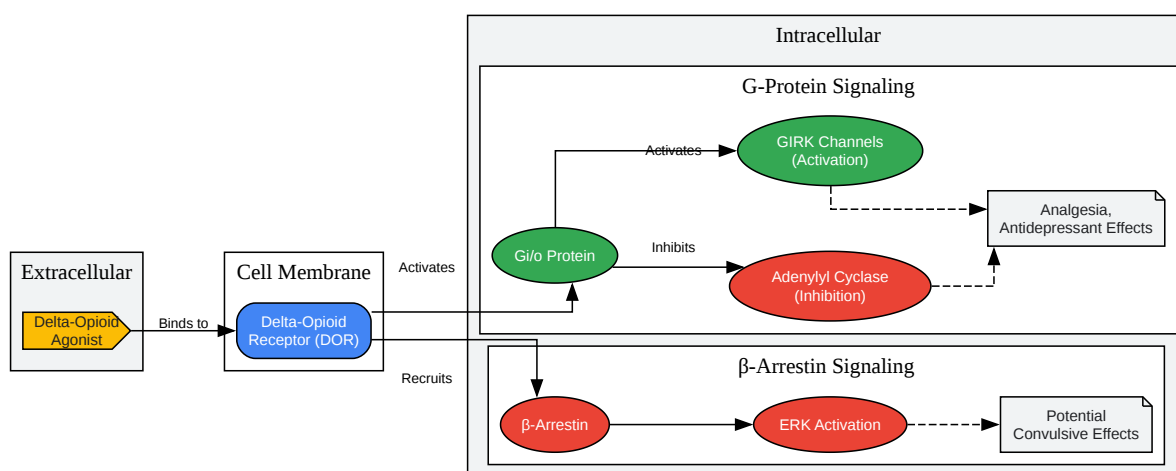 Intracellular
G-Protein Signaling
Activates
GIRK Channels
(Activation)
Analgesia,
Antidepressant Effects
Gi/o Protein
Inhibits
Adenylyl Cyclase
(Inhibition)
Extracellular
Delta-Opioid
Agonist
Binds to
Cell Membrane
Delta-Opioid
Receptor (DOR)
Activates
Recruits
β-Arrestin Signaling
β-Arrestin
ERK Activation
Potential
Convulsive Effects